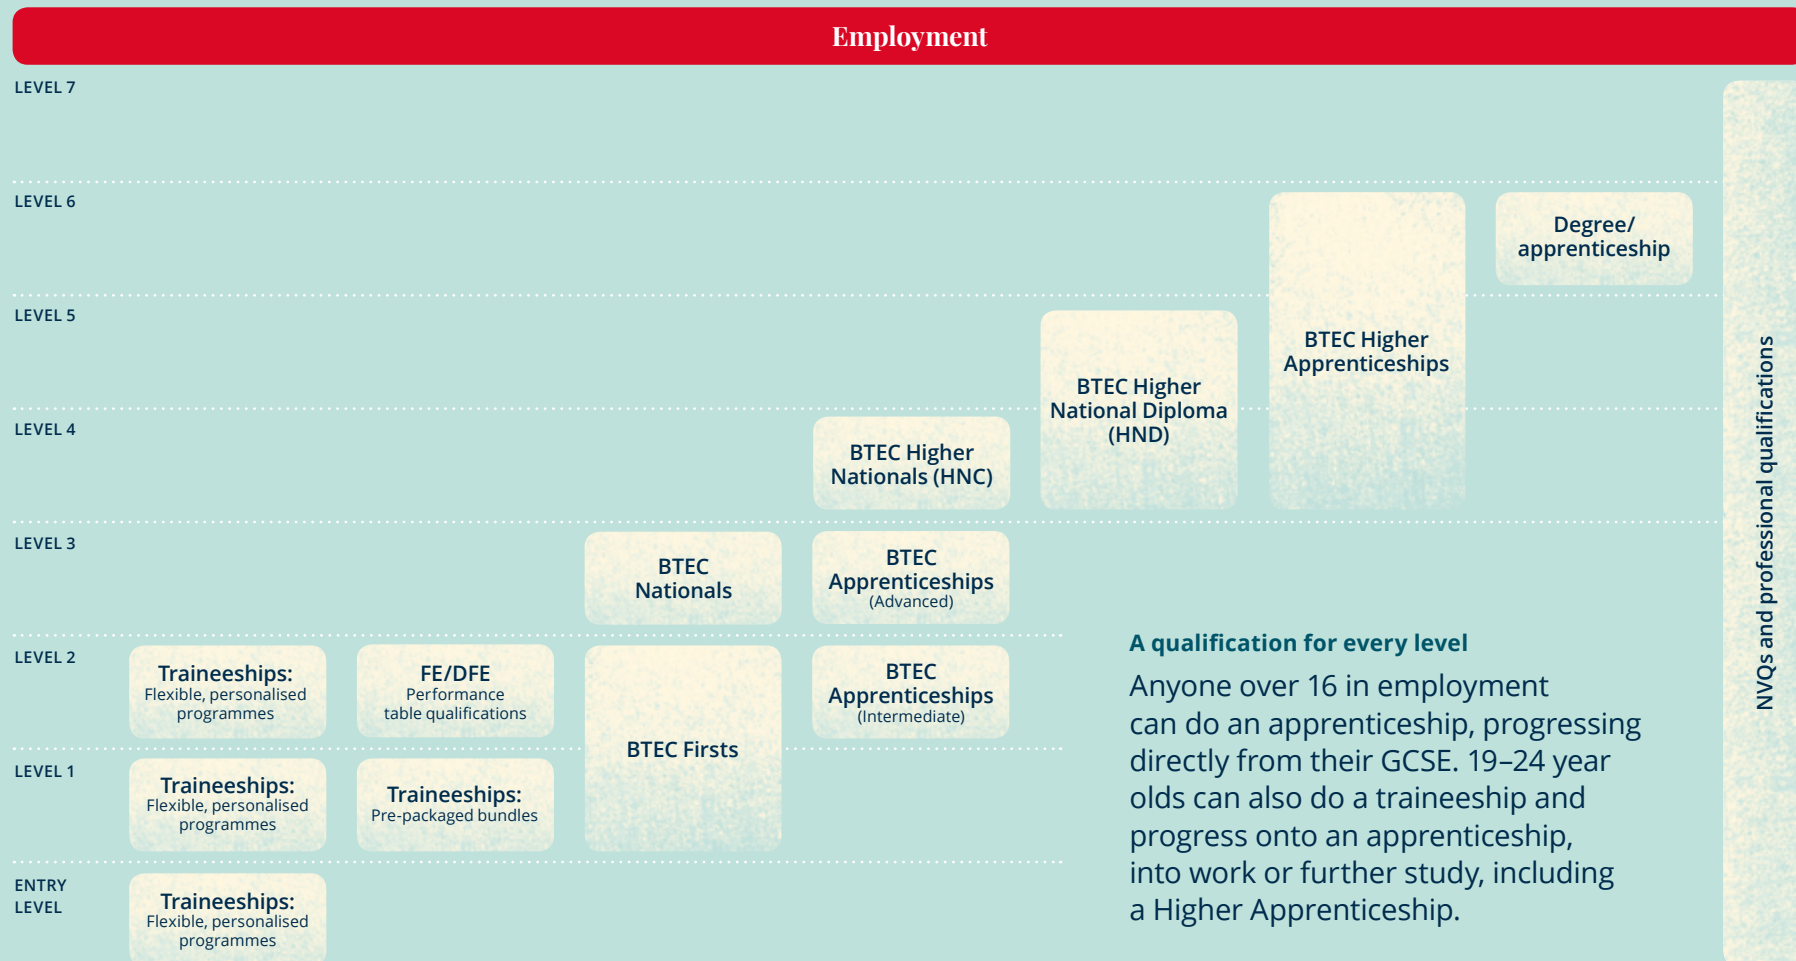 Employment
LEVEL 7
LEVEL 6
Degree/
apprenticeship
LEVEL 5
BTEC Higher
Apprenticeships
BTEC Higher
National Diploma
(HND)
LEVEL 4
BTEC Higher
Nationals (HNC)
LEVEL 3
BTEC
Nationals
BTEC
Apprenticeships
(Advanced)
LEVEL 2
Traineeships:
Flexible, personalised
programmes
FE/DFE
Performance
table qualifications
BTEC Firsts
BTEC
Apprenticeships
(Intermediate)
LEVEL 1
Traineeships:
Flexible, personalised
programmes
Traineeships:
Pre-packaged bundles
ENTRY
LEVEL
Traineeships:
Flexible, personalised
programmes
A qualification for every level
Anyone over 16 in employment
can do an apprenticeship, progressing
directly from their GCSE. 19–24 year
olds can also do a traineeship and
progress onto an apprenticeship,
into work or further study, including
a Higher Apprenticeship.
NVQs and professional qualifications